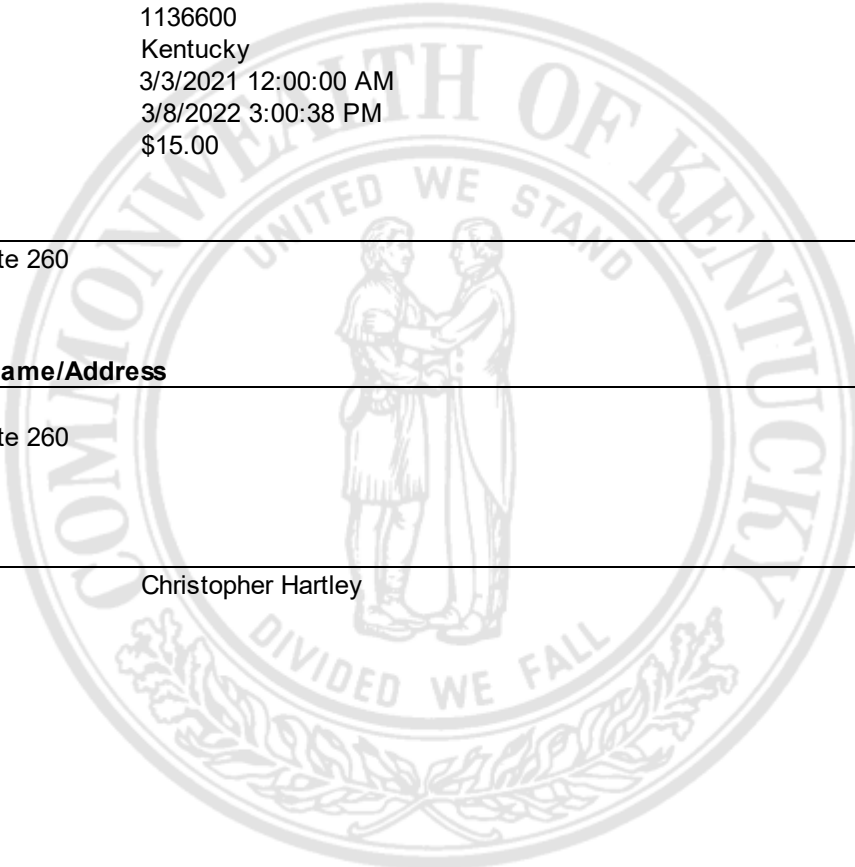 1136600
Kentucky
3/3/2021 12:00:00 AM
3/8/2022 3:00:38 PM
$15.00
COMMONWEALTH OF KENTUCKY
UNITED WE STAND
te 260
ame/Address
te 260
Christopher Hartley
DIVIDED WE FALL